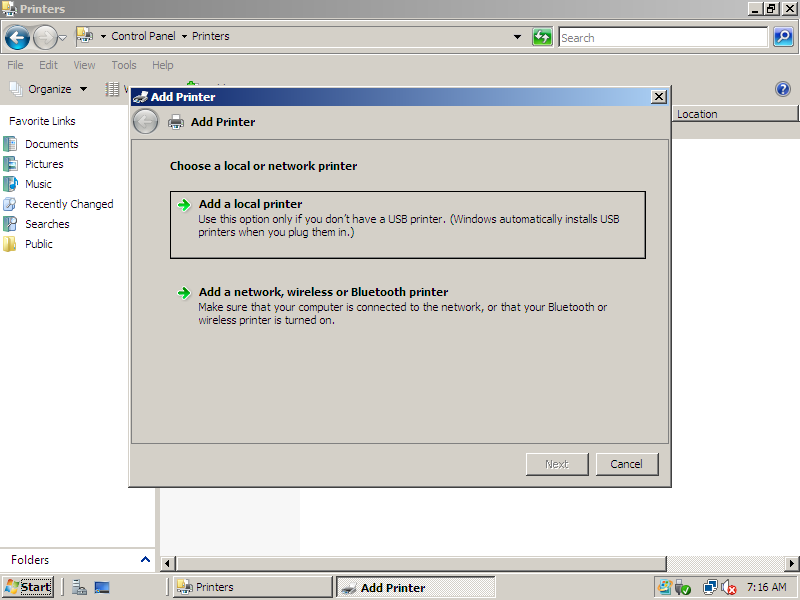 Printers
Control Panel Printers
Search
File Edit View Tools Help
Organize
Add Printer
Add Printer
Location
Favorite Links
Documents
Pictures
Music
Recently Changed
Searches
Public
Choose a local or network printer
Add a local printer
Use this option only if you don't have a USB printer. (Windows automatically installs USB
printers when you plug them in.)
Add a network, wireless or Bluetooth printer
Make sure that your computer is connected to the network, or that your Bluetooth or
wireless printer is turned on.
Next Cancel
Folders
Start Printers Add Printer 7:16 AM